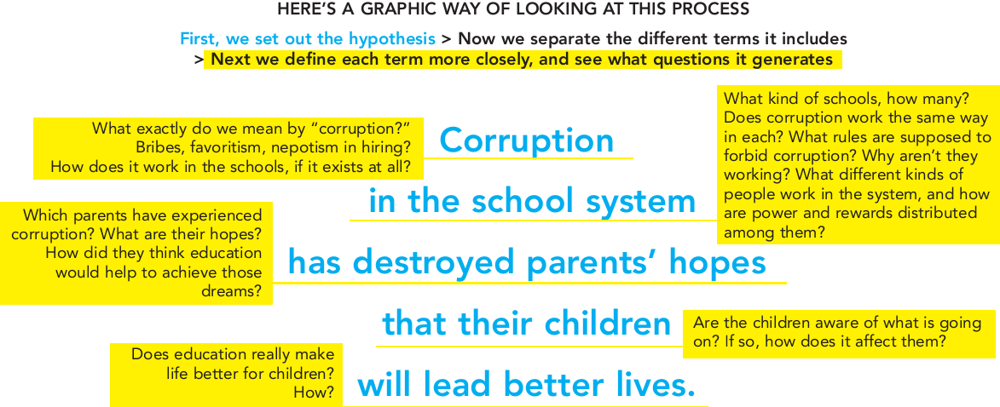 HERE'S A GRAPHIC WAY OF LOOKING AT THIS PROCESS
First, we set out the hypothesis > Now we separate the different terms it includes
> Next we define each term more closely, and see what questions it generates
What exactly do we mean by “corruption?”
Bribes, favoritism, nepotism in hiring?
How does it work in the schools, if it exists at all?
Corruption
What kind of schools, how many?
Does corruption work the same way
in each? What rules are supposed to
forbid corruption? Why aren't they
working? What different kinds of
people work in the system, and how
are power and rewards distributed
among them?
in the school system
Which parents have experienced
corruption? What are their hopes?
How did they think education
would help to achieve those
dreams?
has destroyed parents' hopes
that their children
Are the children aware of what is going
on? If so, how does it affect them?
Does education really make
life better for children?
How?
will lead better lives.